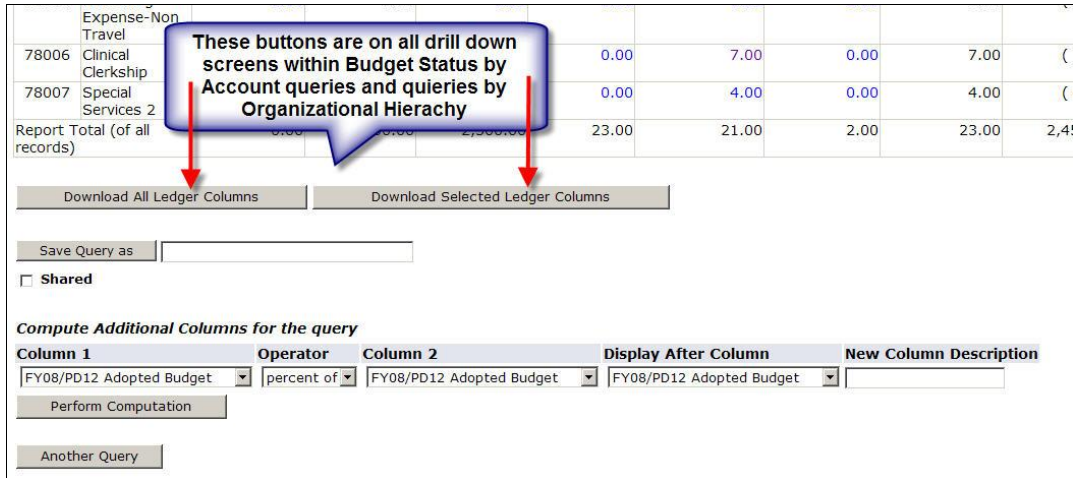 Expense-Non
Travel
These buttons are on all drill down
screens within Budget Status by
Account queries and quieries by
Organizational Hierachy
78006 Clinical Clerkship 0.00 7.00 0.00 7.00 (
78007 Special Services 2 0.00 4.00 0.00 4.00 (
Report Total (of all records) 23.00 21.00 2.00 23.00 2,45
Download All Ledger Columns Download Selected Ledger Columns
Save Query as
Shared
Compute Additional Columns for the query
Column 1 Operator Column 2 Display After Column New Column Description
FY08/PD12 Adopted Budget percent of FY08/PD12 Adopted Budget FY08/PD12 Adopted Budget
Perform Computation
Another Query